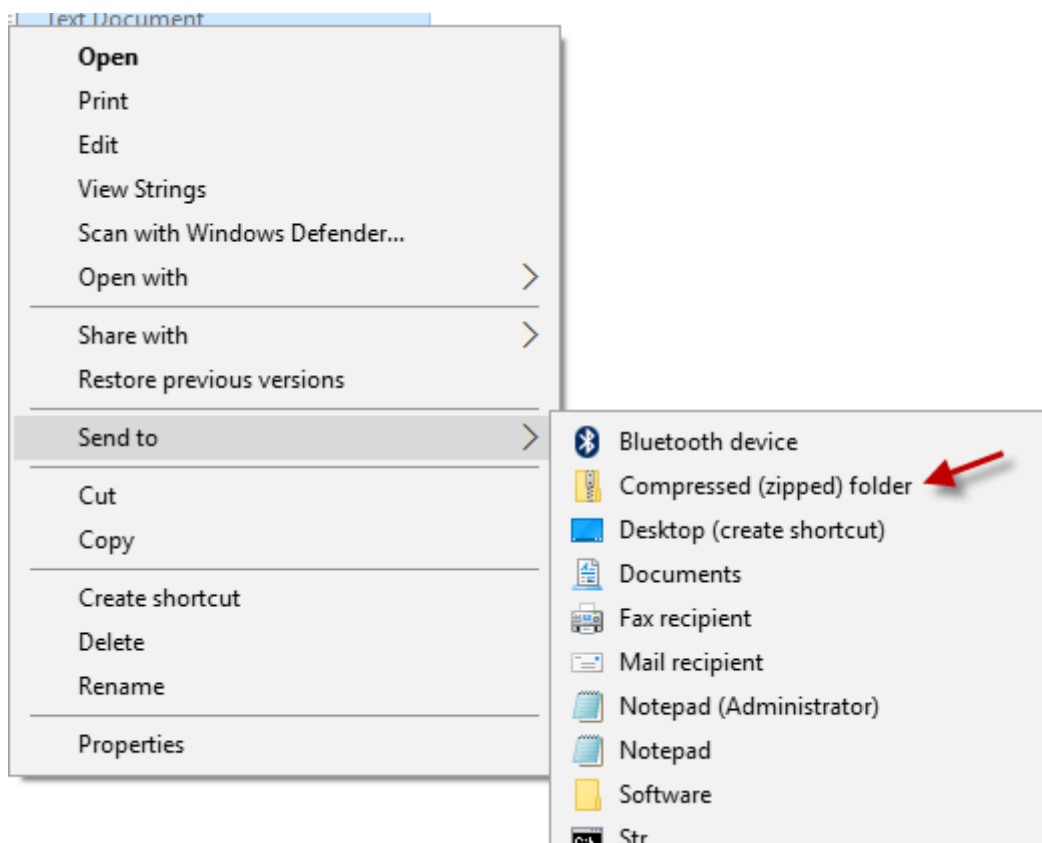 Text Document
Open
Print
Edit
View Strings
Scan with Windows Defender...
Open with
Share with
Restore previous versions
Send to
Cut
Copy
Create shortcut
Delete
Rename
Properties
Bluetooth device
Compressed (zipped) folder
Desktop (create shortcut)
Documents
Fax recipient
Mail recipient
Notepad (Administrator)
Notepad
Software
Str